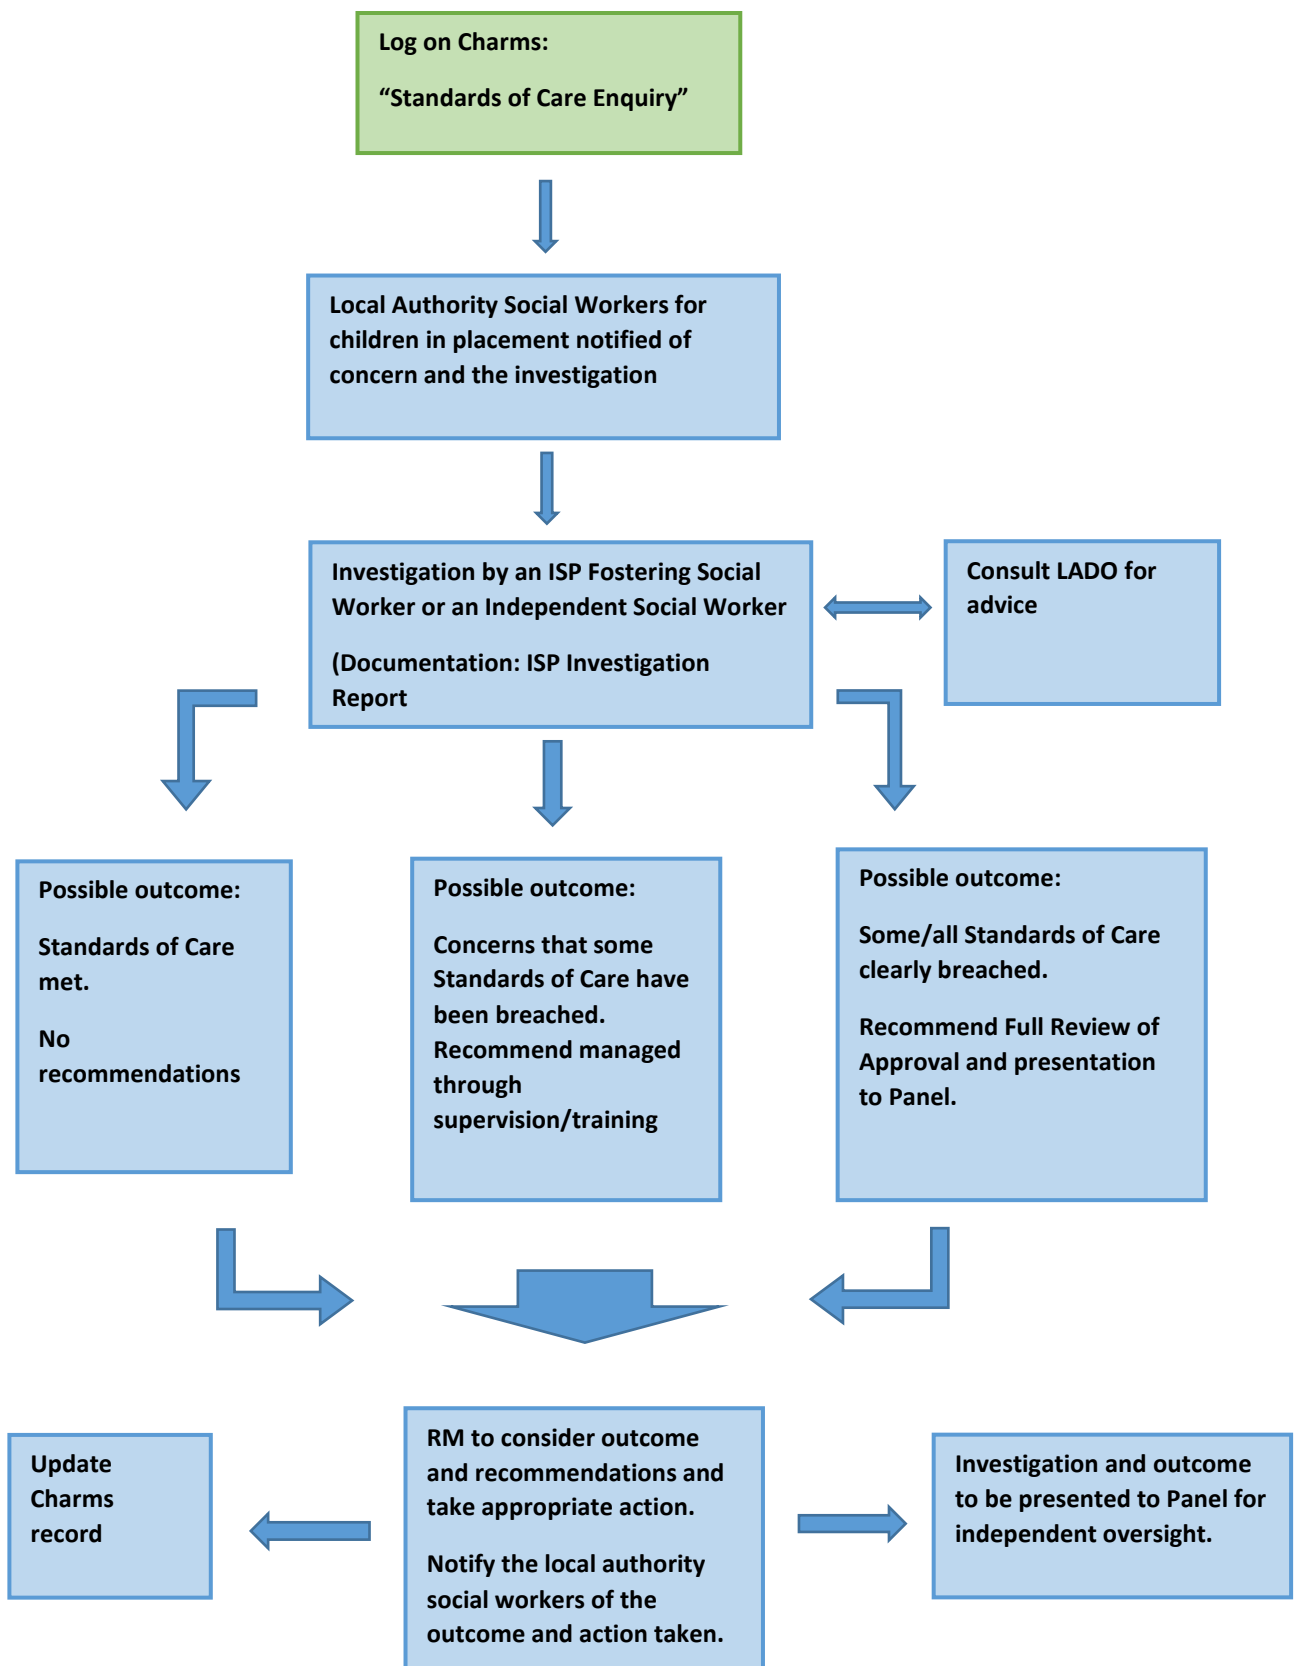 Log on Charms:
“Standards of Care Enquiry”
Local Authority Social Workers for
children in placement notified of
concern and the investigation
Investigation by an ISP Fostering Social
Worker or an Independent Social Worker
(Documentation: ISP Investigation
Report
Consult LADO for
advice
Possible outcome:
Standards of Care
met.
No
recommendations
Possible outcome:
Concerns that some
Standards of Care have
been breached.
Recommend managed
through
supervision/training
Possible outcome:
Some/all Standards of Care
clearly breached.
Recommend Full Review of
Approval and presentation
to Panel.
Update
Charms
record
RM to consider outcome
and recommendations and
take appropriate action.
Notify the local authority
social workers of the
outcome and action taken.
Investigation and outcome
to be presented to Panel for
independent oversight.